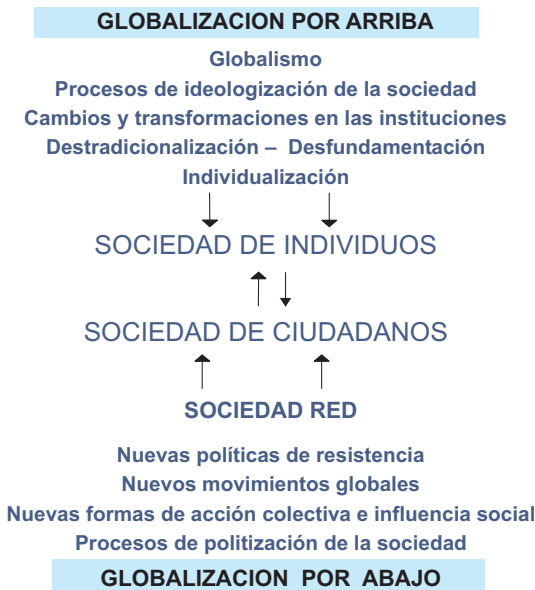 GLOBALIZACION POR ARRIBA
Globalismo
Procesos de ideologización de la sociedad
Cambios y transformaciones en las instituciones
Destradicionalización – Desfundamentación
Individualización
SOCIEDAD DE INDIVIDUOS
SOCIEDAD DE CIUDADANOS
SOCIEDAD RED
Nuevas políticas de resistencia
Nuevos movimientos globales
Nuevas formas de acción colectiva e influencia social
Procesos de politización de la sociedad
GLOBALIZACION POR ABAJO